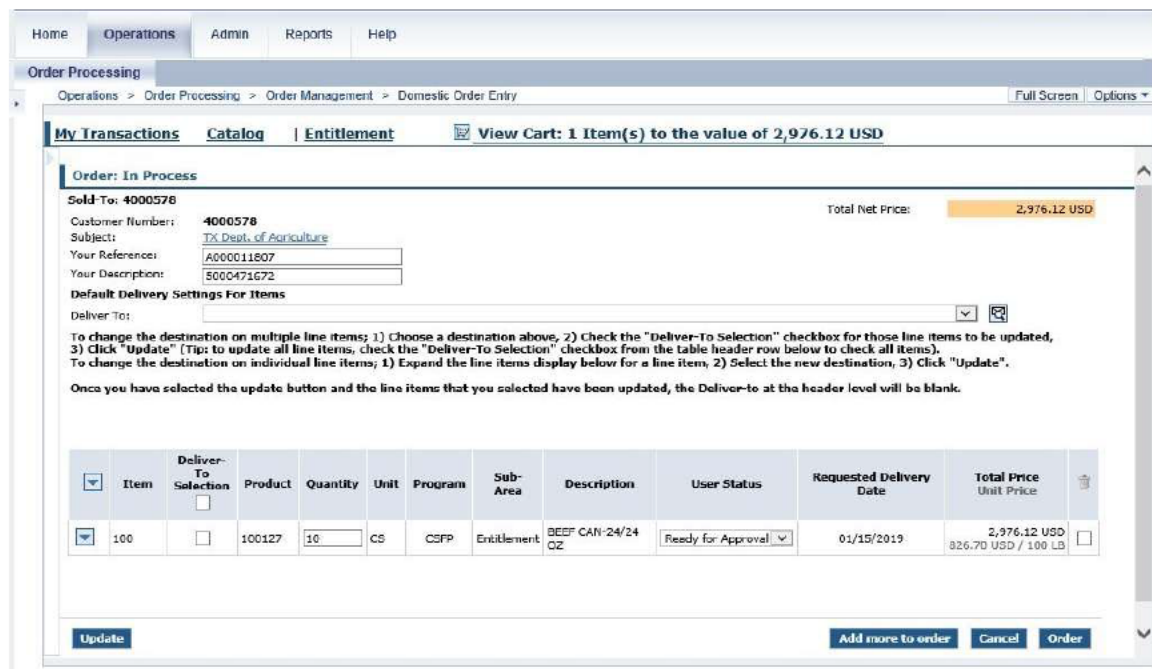 Home Operations Admin Reports Help
Order Processing
Operations > Order Processing > Order Management > Domestic Order Entry Full Screen Options
My Transactions Catalog | Entitlement View Cart: 1 Item(s) to the value of 2,976.12 USD
Order: In Process
Sold-To: 4000578
Total Net Price: 2,976.12 USD
Customer Number: 4000578
Subject: TX Dept. of Agriculture
Your Reference: A000011807
Your Description: 5000471672
Default Delivery Settings For Items
Deliver To:
To change the destination on multiple line items; 1) Choose a destination above, 2) Check the "Deliver-To Selection" checkbox for those line items to be updated,
3) Click "Update" (Tip: to update all line items, check the "Deliver-To Selection" checkbox from the table header row below to check all items).
To change the destination on individual line items; 1) Expand the line items display below for a line item, 2) Select the new destination, 3) Click "Update".
Once you have selected the update button and the line items that you selected have been updated, the Deliver-to at the header level will be blank.
Item Deliver-To Selection Product Quantity Unit Program Sub-Area Description User Status Requested Delivery Date Total Price Unit Price
100 100127 10 CS CSFP Entitlement BEEF CAN-24/24 OZ Ready for Approval 01/15/2019 2,976.12 USD
826.70 USD / 100 LB
Update Add more to order Cancel Order